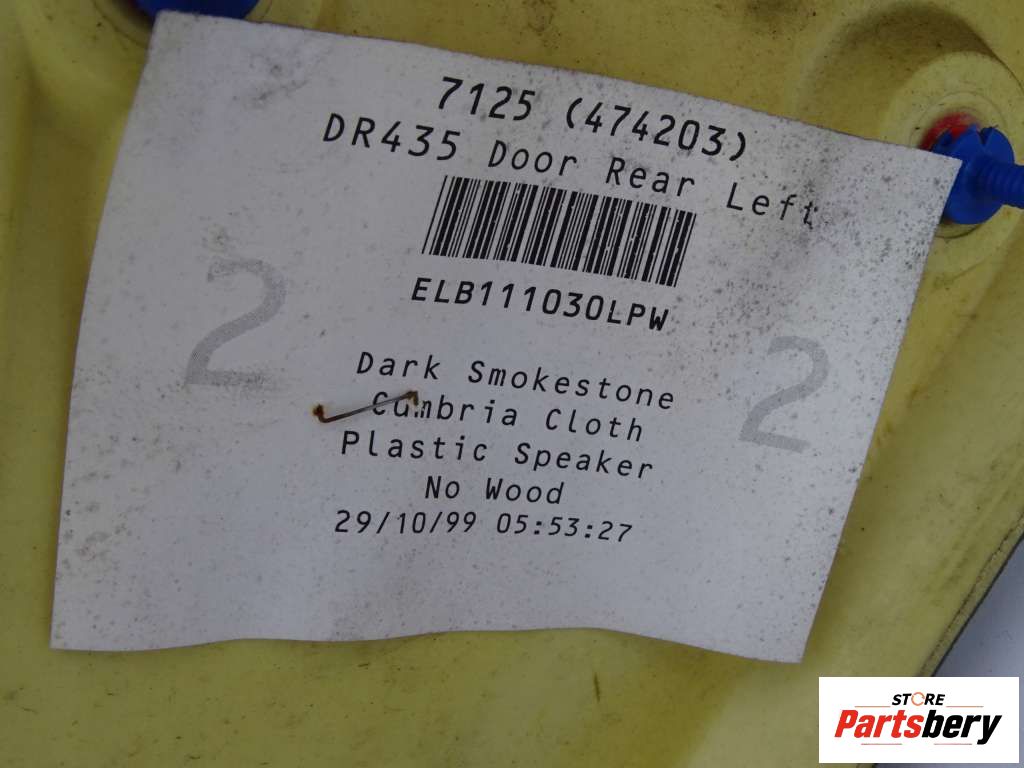 7125 (474203)
DR435 Door Rear Left
ELB111030LPW
2
2
Dark Smokestone
Cumbria Cloth
Plastic Speaker
No Wood
29/10/99 05:53:27
STORE
Partsbery